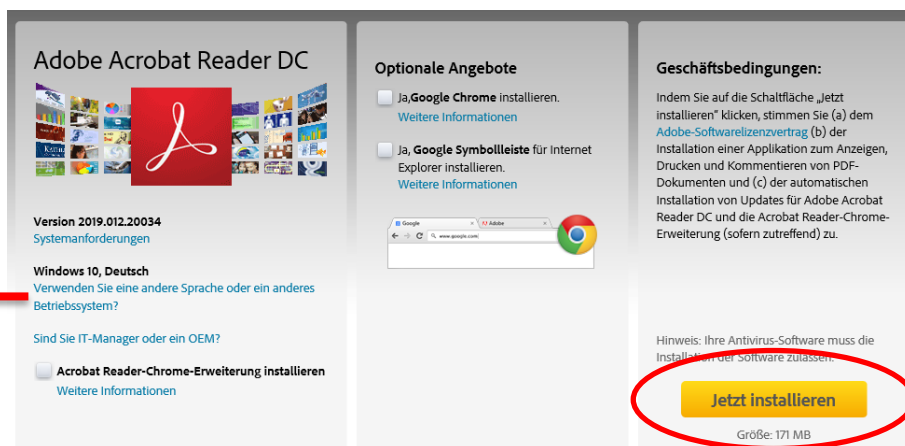 Adobe Acrobat Reader DC
Version 2019.012.20034
Systemanforderungen
Windows 10, Deutsch
Verwenden Sie eine andere Sprache oder ein anderes
Betriebssystem?
Sind Sie IT-Manager oder ein OEM?
Acrobat Reader-Chrome-Erweiterung installieren
Weitere Informationen
Optionale Angebote
Ja,Google Chrome installieren.
Weitere Informationen
Ja, Google Symbollleiste für Internet
Explorer installieren.
Weitere Informationen
Google
Adobe
www.google.com
Geschäftsbedingungen:
Indem Sie auf die Schaltfläche „Jetzt
installieren" klicken, stimmen Sie (a) dem
Adobe-Softwarelizenzvertrag (b) der
Installation einer Applikation zum Anzeigen,
Drucken und Kommentieren von PDF-
Dokumenten und (c) der automatischen
Installation von Updates für Adobe Acrobat
Reader DC und die Acrobat Reader-Chrome-
Erweiterung (sofern zutreffend) zu.
Hinweis: Ihre Antivirus-Software muss die
Installation der Software zulassen.
Jetzt installieren
Größe: 171 MB